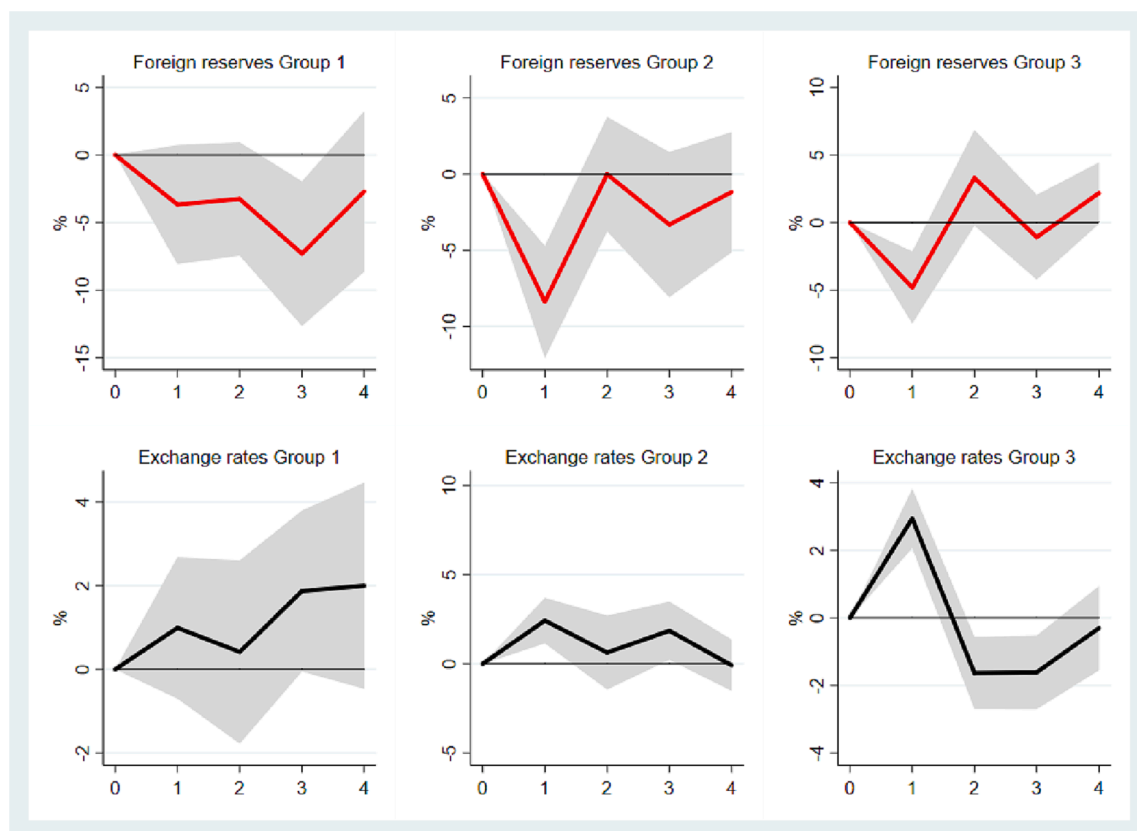 Foreign reserves Group 1
5
0
-5
-10
-15
%
0 1 2 3 4
Foreign reserves Group 2
5
0
-5
-10
%
0 1 2 3 4
Foreign reserves Group 3
10
5
0
-5
-10
%
0 1 2 3 4
Exchange rates Group 1
4
2
0
-2
%
0 1 2 3 4
Exchange rates Group 2
10
5
0
-5
%
0 1 2 3 4
Exchange rates Group 3
4
2
0
-2
-4
%
0 1 2 3 4